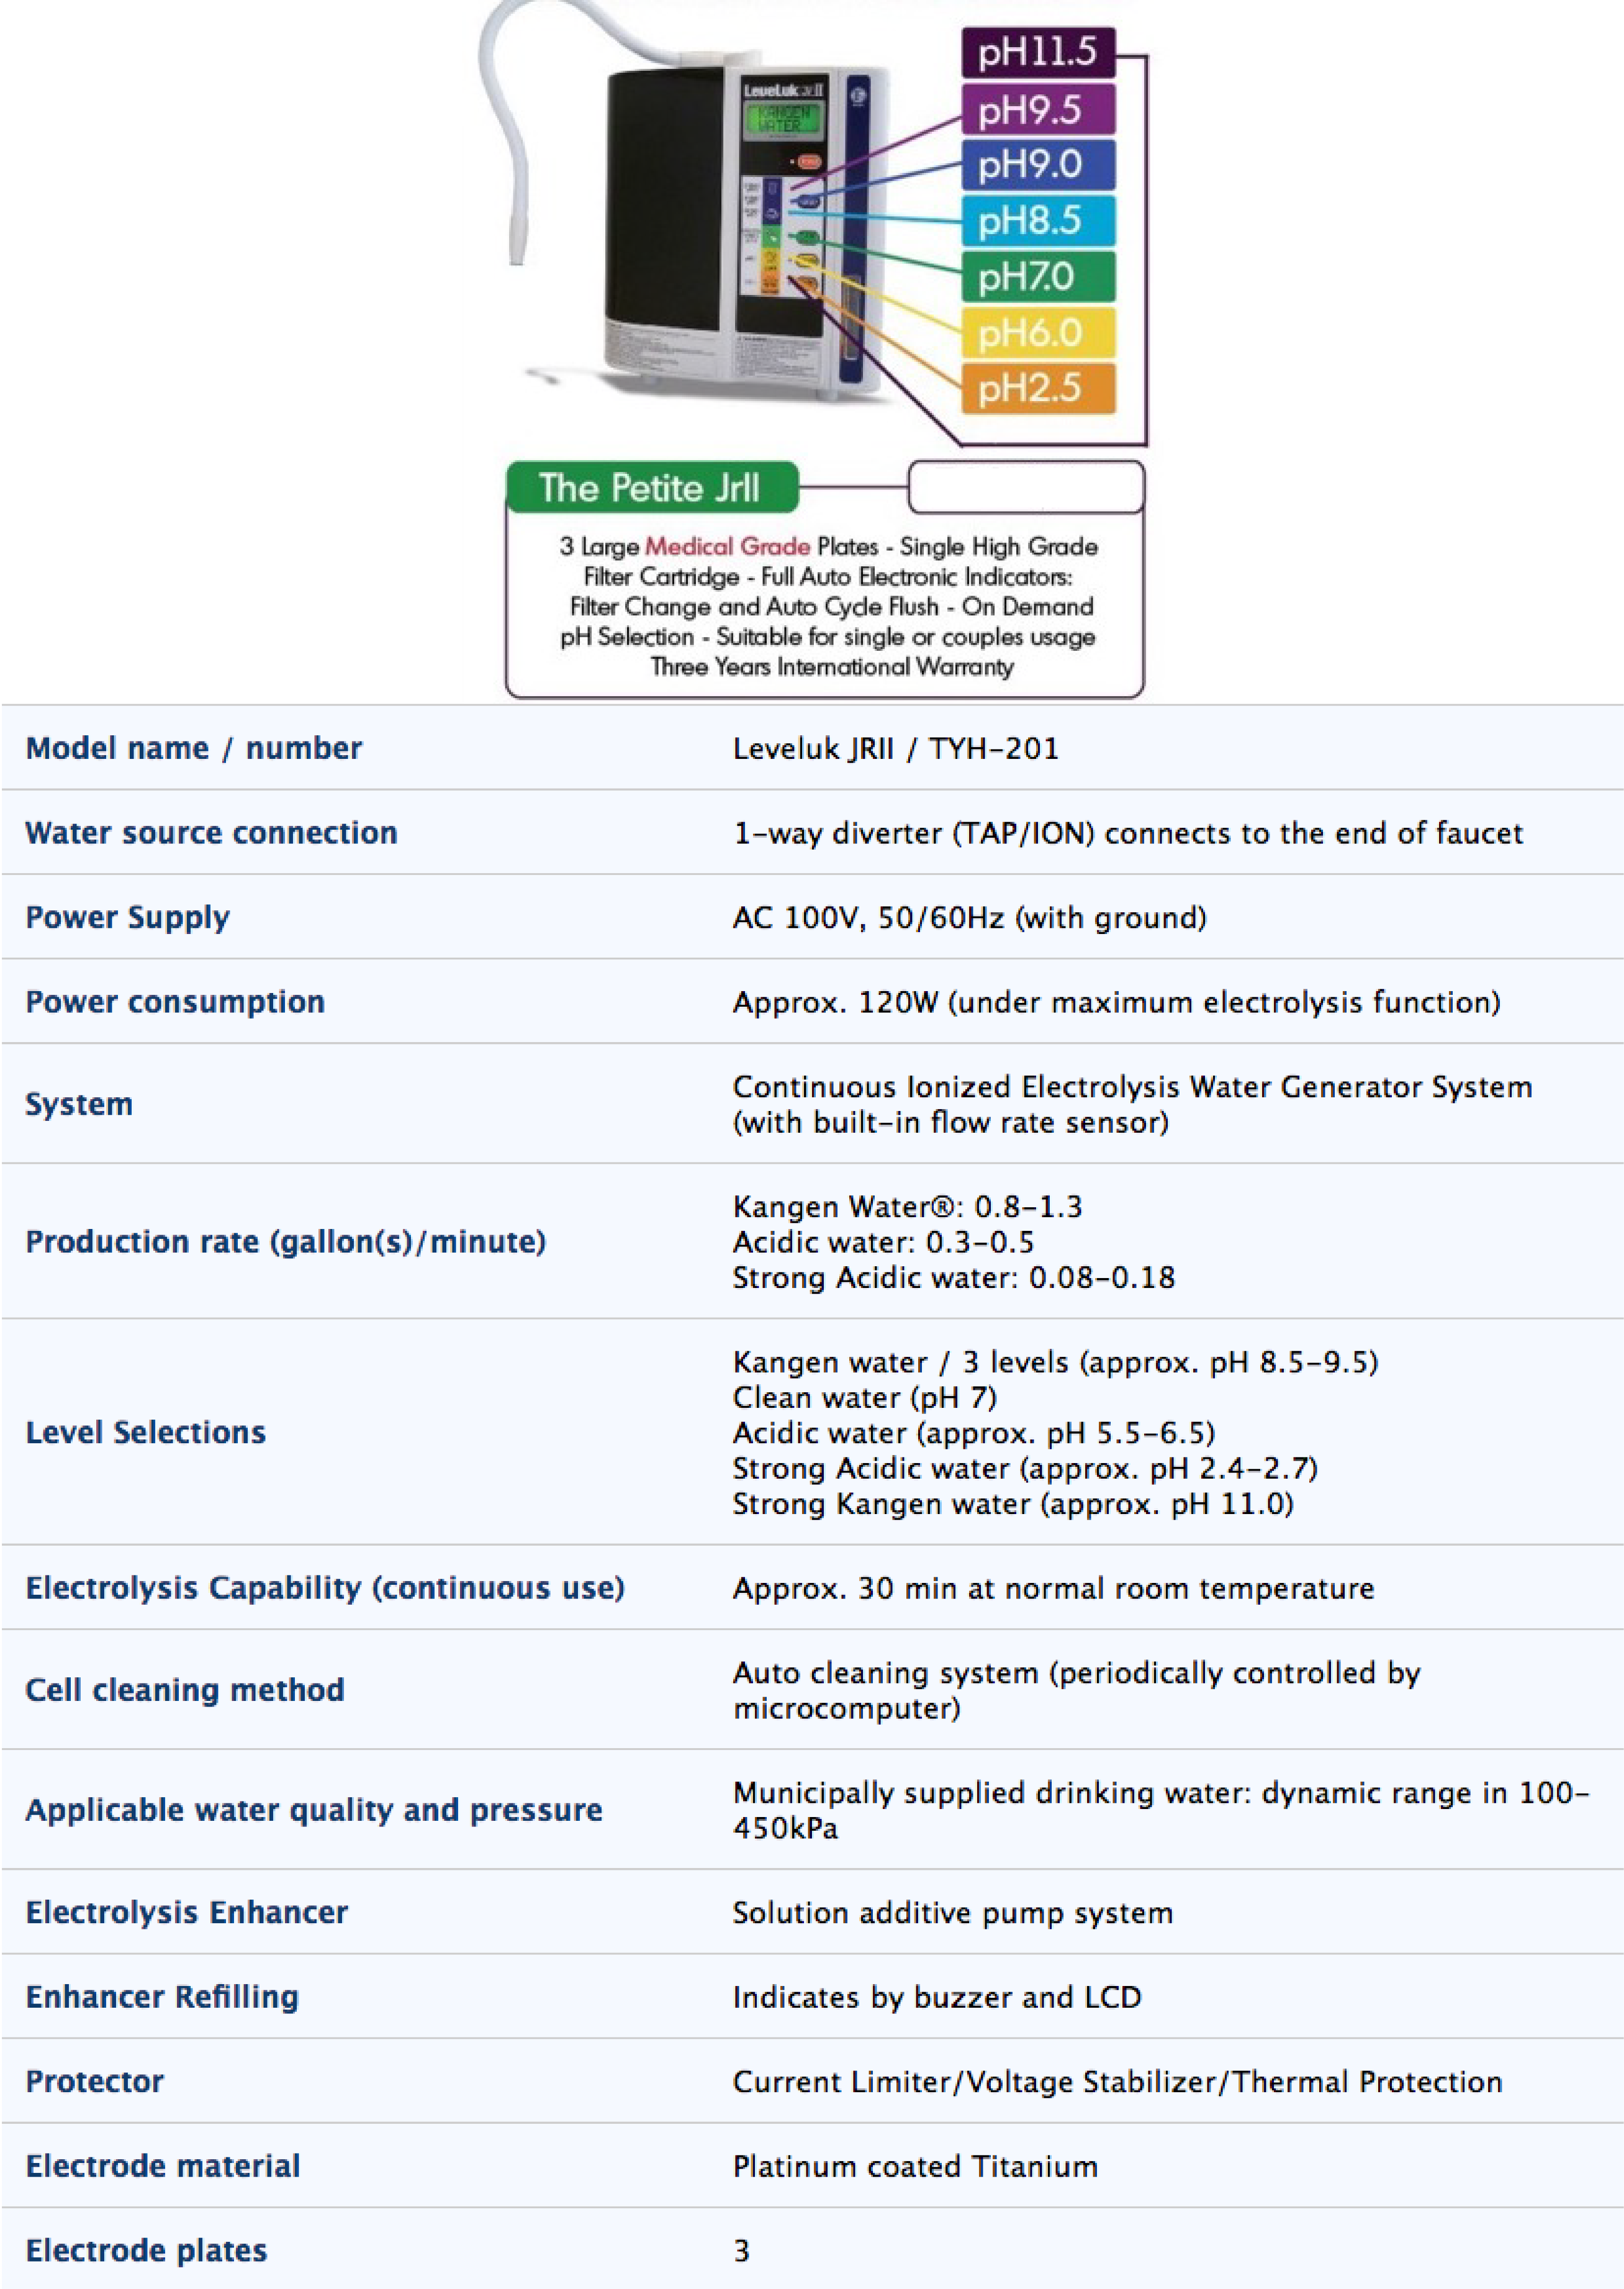 LeveLuk JrII
KANGEN
WATER
pH11.5
pH9.5
pH9.0
pH8.5
pH7.0
pH6.0
pH2.5
The Petite JrII
3 Large Medical Grade Plates - Single High Grade
Filter Cartridge - Full Auto Electronic Indicators:
Filter Change and Auto Cycle Flush - On Demand
pH Selection - Suitable for single or couples usage
Three Years International Warranty
Model name / number
Leveluk JRII / TYH-201
Water source connection
1-way diverter (TAP/ION) connects to the end of faucet
Power Supply
AC 100V, 50/60Hz (with ground)
Power consumption
Approx. 120W (under maximum electrolysis function)
System
Continuous Ionized Electrolysis Water Generator System
(with built-in flow rate sensor)
Production rate (gallon(s)/minute)
Kangen Water®: 0.8-1.3
Acidic water: 0.3-0.5
Strong Acidic water: 0.08-0.18
Level Selections
Kangen water / 3 levels (approx. pH 8.5-9.5)
Clean water (pH 7)
Acidic water (approx. pH 5.5-6.5)
Strong Acidic water (approx. pH 2.4-2.7)
Strong Kangen water (approx. pH 11.0)
Electrolysis Capability (continuous use)
Approx. 30 min at normal room temperature
Cell cleaning method
Auto cleaning system (periodically controlled by
microcomputer)
Applicable water quality and pressure
Municipally supplied drinking water: dynamic range in 100-
450kPa
Electrolysis Enhancer
Solution additive pump system
Enhancer Refilling
Indicates by buzzer and LCD
Protector
Current Limiter/Voltage Stabilizer/Thermal Protection
Electrode material
Platinum coated Titanium
Electrode plates
3